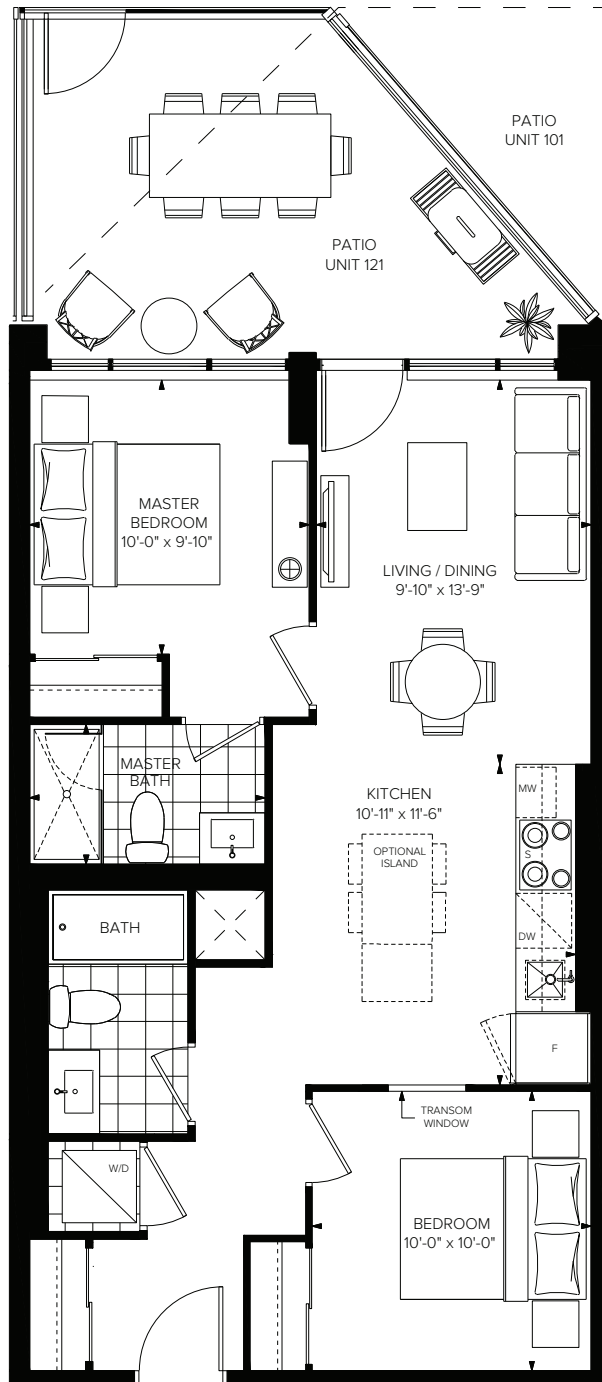 PATIO
UNIT 101
PATIO
UNIT 121
MASTER
BEDROOM
10'-0" x 9'-10"
LIVING / DINING
9'-10" x 13'-9"
MASTER
BATH
KITCHEN
10'-11" x 11'-6"
MW
OPTIONAL
ISLAND
S
BATH
DW
F
TRANSOM
WINDOW
W/D
BEDROOM
10'-0" x 10'-0"